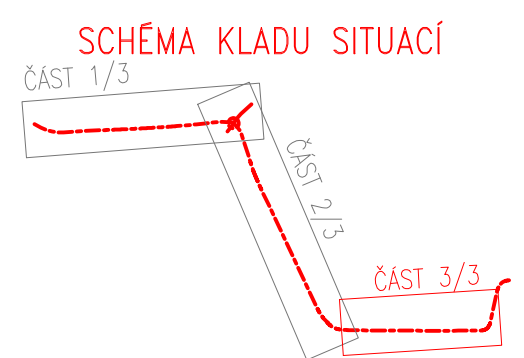 SCHÉMA KLADU SITUACÍ
ČÁST 1/3
ČÁST 2/3
ČÁST 3/3